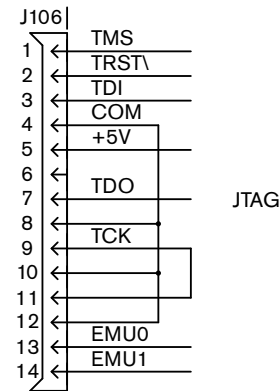 J106
1 TMS
2 TRST\
3 TDI
4 COM
5 +5V
6
7 TDO JTAG
8
9 TCK
10
11
12
13 EMU0
14 EMU1